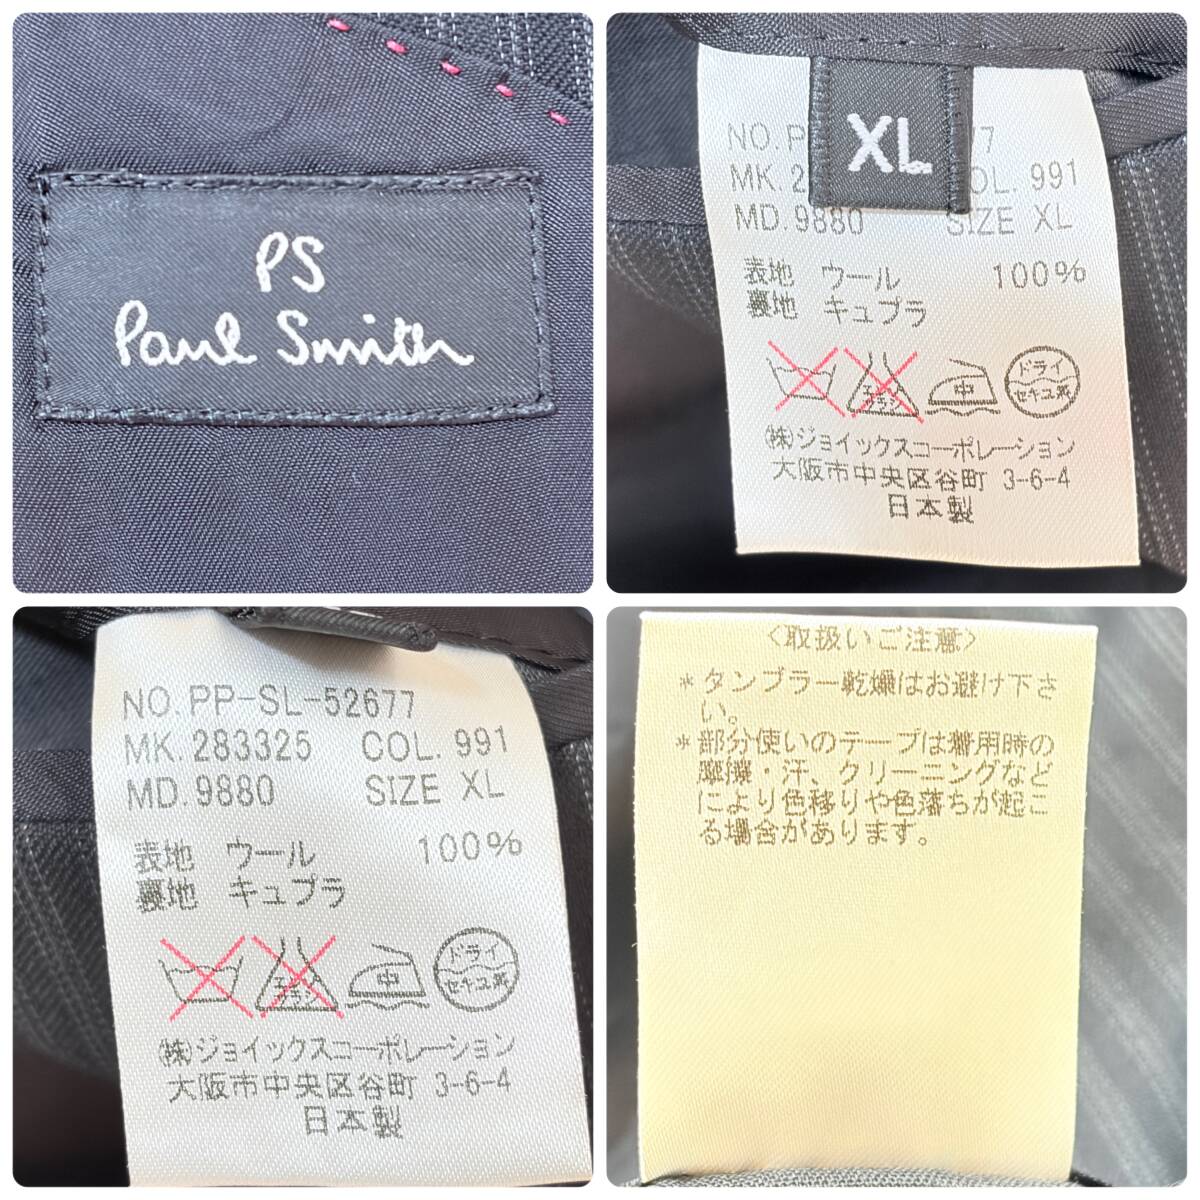 PS
Paul Smith
XL
NO. P 77
MK. 2 COL. 991
MD. 9880 SIZE XL
表地 ウール 100%
裏地 キュプラ
中
ドライ
セキユ系
㈱ジョイックスコーポレーション
大阪市中央区谷町 3-6-4
日本製
NO. PP-SL-52677
MK. 283325 COL. 991
MD. 9880 SIZE XL
表地 ウール 100%
裏地 キュプラ
中
ドライ
セキユ系
㈱ジョイックスコーポレーション
大阪市中央区谷町 3-6-4
日本製
〈取扱いご注意〉
*タンブラー乾燥はお避け下さ
い。
*部分使いのテープは着用時の
摩擦・汗、クリーニングなど
により色移りや色落ちが起こ
る場合があります。